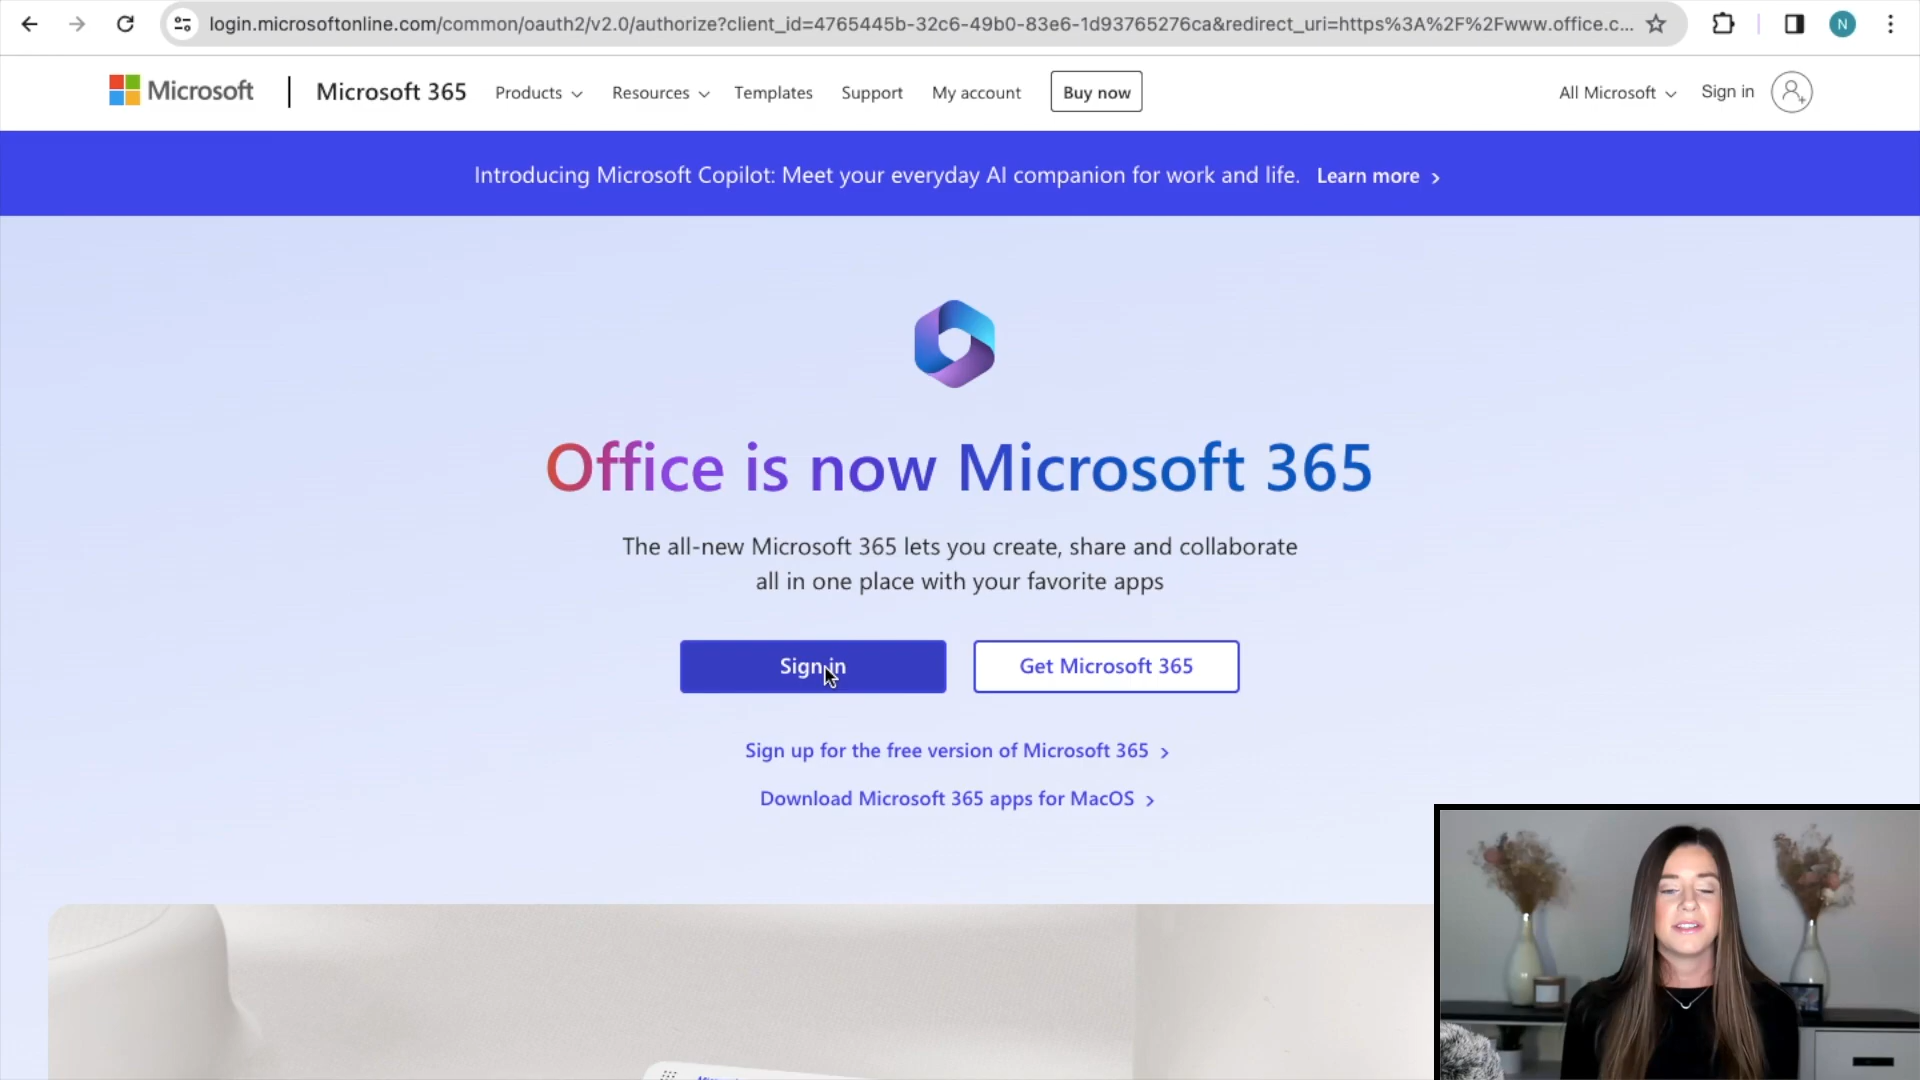 login.microsoftonline.com/common/oauth2/v2.0/authorize?client_id=4765445b-32c6-49b0-83e6-1d93765276ca&redirect_uri=https%3A%2F%2Fwww.office.c...
N
Microsoft
Microsoft 365
Products
Resources
Templates
Support
My account
Buy now
All Microsoft
Sign in
Introducing Microsoft Copilot: Meet your everyday AI companion for work and life. Learn more
Office is now Microsoft 365
The all-new Microsoft 365 lets you create, share and collaborate
all in one place with your favorite apps
Sign in
Get Microsoft 365
Sign up for the free version of Microsoft 365
Download Microsoft 365 apps for MacOS